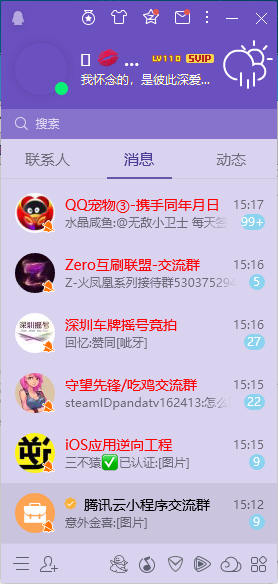 ... LV110 SVIP
我怀念的，是彼此深爱...
搜索
联系人 消息 动态
QQ宠物③-携手同年月日 15:17
水晶咸鱼:@无敌小卫士 每天签 99+
Zero互刷联盟-交流群 15:16
Z-火凤凰系列接待群53037529 5
深圳摇号
深圳车牌摇号竞拍 15:16
回忆:赞同[呲牙] 27
守望先锋/吃鸡交流群 15:15
steamIDpandatv162413:怎么 22
iOS应用逆向工程 15:15
三不猿✅已认证:[图片] 9
腾讯云小程序交流群 15:12
意外金喜:[图片] 9